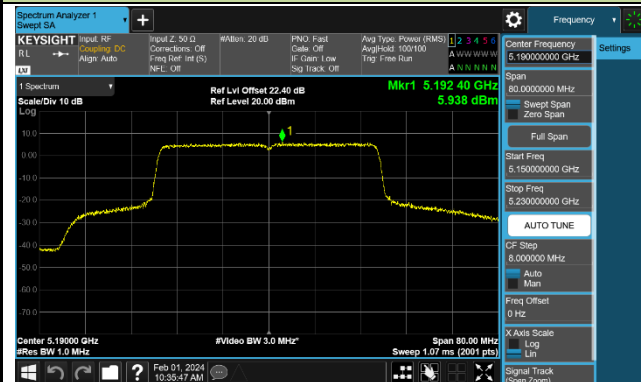 Spectrum Analyzer 1
Swept SA
Frequency
KEYSIGHT
RL
Input: RF
Coupling: DC
Align: Auto
Input Z: 50 Ω
Corrections: Off
Freq Ref: Int (S)
NFE: Off
#Atten: 20 dB
PNO: Fast
Gate: Off
IF Gain: Low
Sig Track: Off
Avg Type: Power (RMS)
Avg|Hold: 100/100
Trig: Free Run
1 2 3 4 5 6
A W W W W W
A N N N N N
1 Spectrum
Scale/Div 10 dB
Log
Ref Lvl Offset 22.40 dB
Ref Level 20.00 dBm
Mkr1 5.192 40 GHz
5.938 dBm
1
10.0
0.00
-10.0
-20.0
-30.0
-40.0
-50.0
-60.0
-70.0
Center 5.19000 GHz
#Res BW 1.0 MHz
#Video BW 3.0 MHz*
Span 80.00 MHz
Sweep 1.07 ms (2001 pts)
Center Frequency
5.190000000 GHz
Settings
Span
80.0000000 MHz
Swept Span
Zero Span
Full Span
Start Freq
5.150000000 GHz
Stop Freq
5.230000000 GHz
AUTO TUNE
CF Step
8.000000 MHz
Auto
Man
Freq Offset
0 Hz
X Axis Scale
Log
Lin
Signal Track
(Span Zoom)
Feb 01, 2024
10:35:47 AM